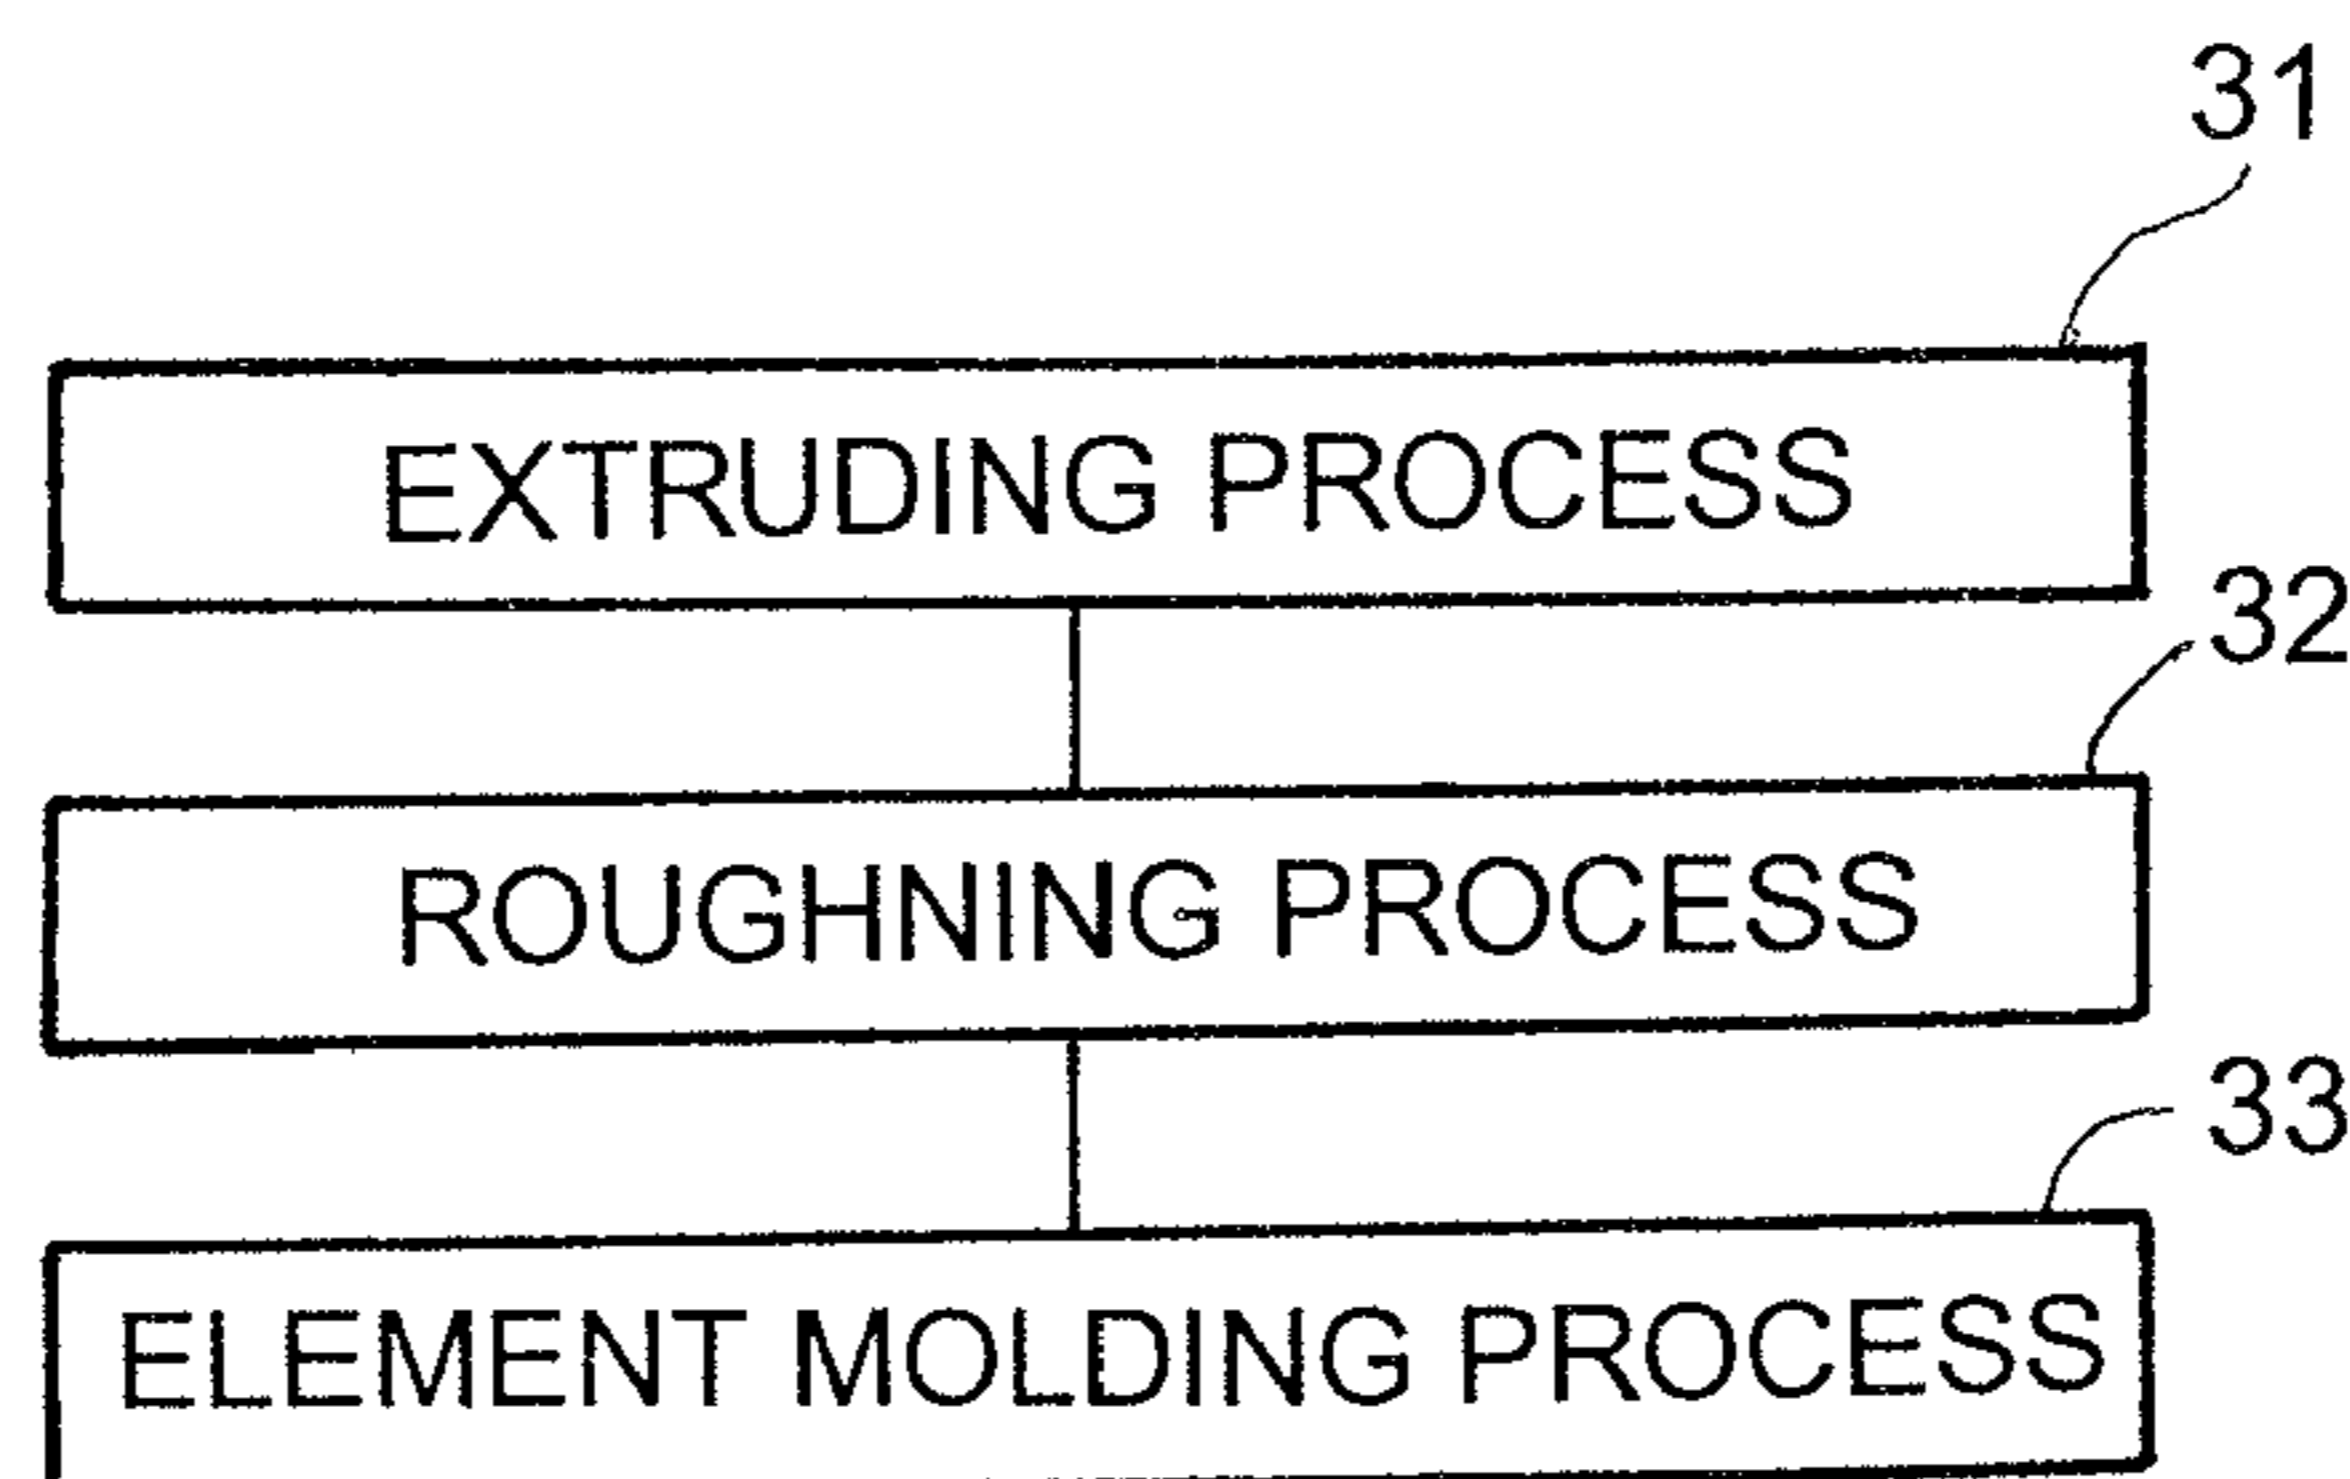 31
EXTRUDING PROCESS
32
ROUGHNING PROCESS
33
ELEMENT MOLDING PROCESS